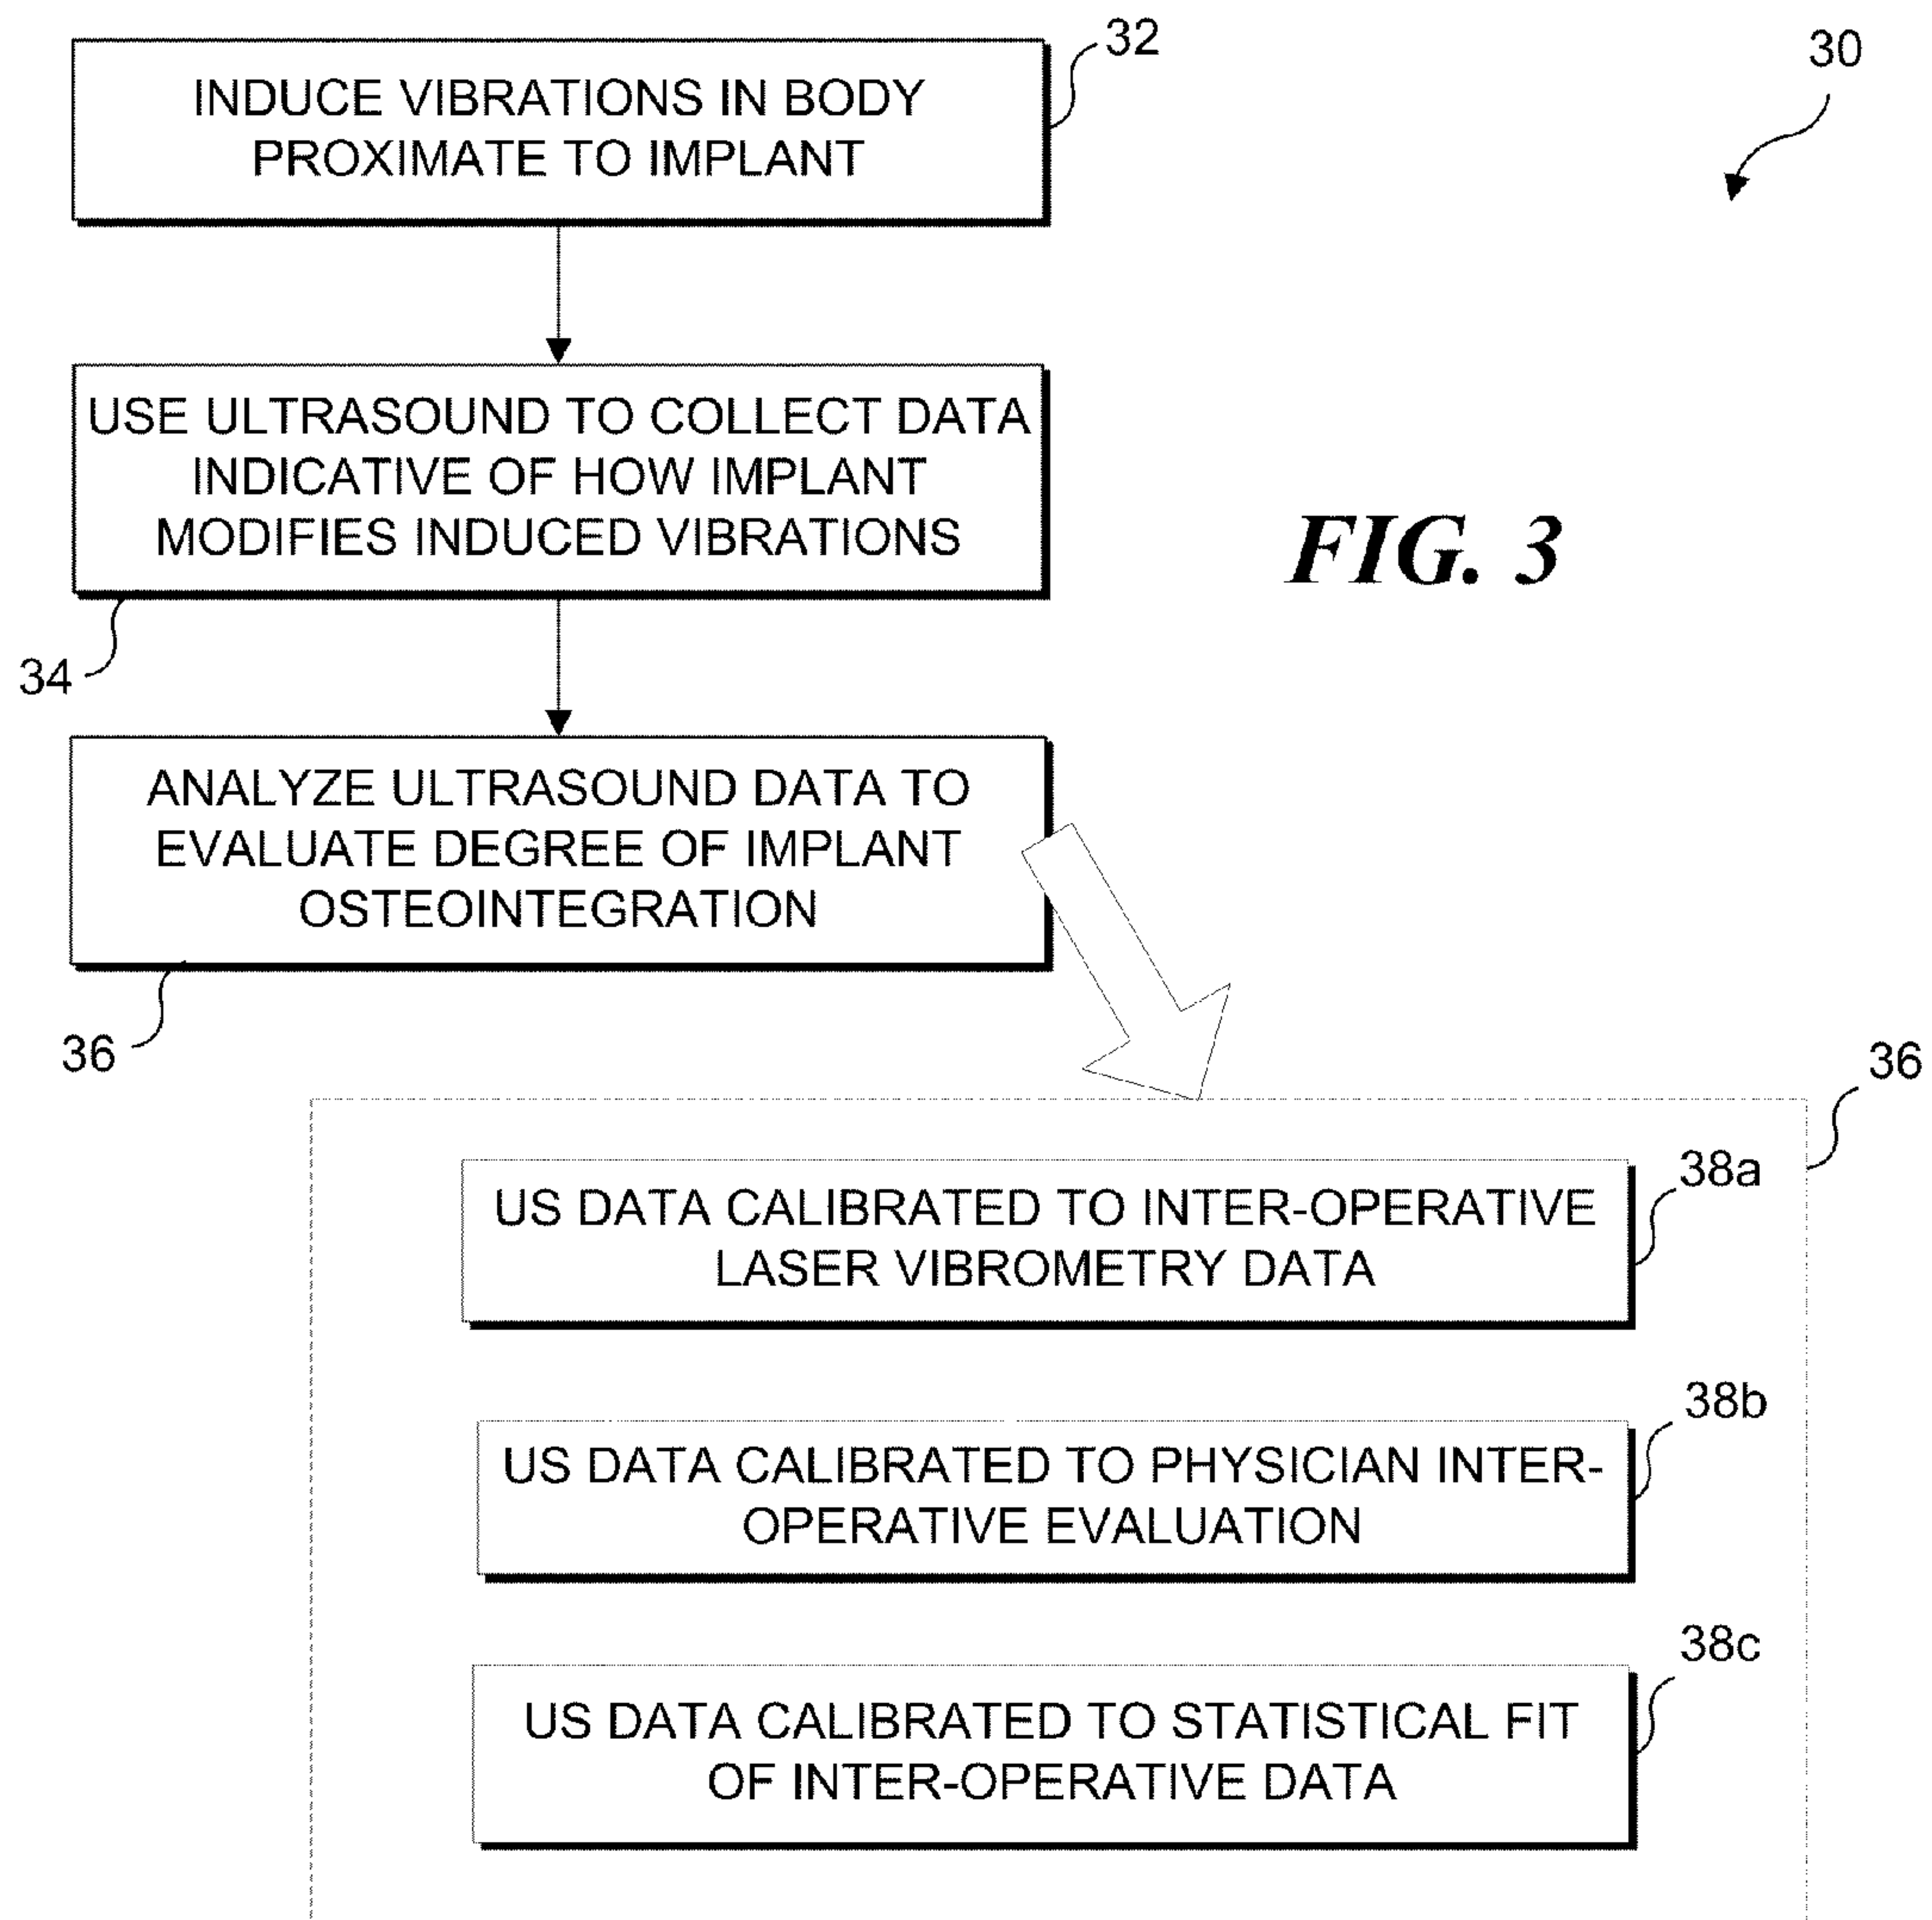 32
30
INDUCE VIBRATIONS IN BODY
PROXIMATE TO IMPLANT
USE ULTRASOUND TO COLLECT DATA
INDICATIVE OF HOW IMPLANT
MODIFIES INDUCED VIBRATIONS
FIG. 3
34
ANALYZE ULTRASOUND DATA TO
EVALUATE DEGREE OF IMPLANT
OSTEOINTEGRATION
36
36
38a
US DATA CALIBRATED TO INTER-OPERATIVE
LASER VIBROMETRY DATA
38b
US DATA CALIBRATED TO PHYSICIAN INTER-
OPERATIVE EVALUATION
38c
US DATA CALIBRATED TO STATISTICAL FIT
OF INTER-OPERATIVE DATA